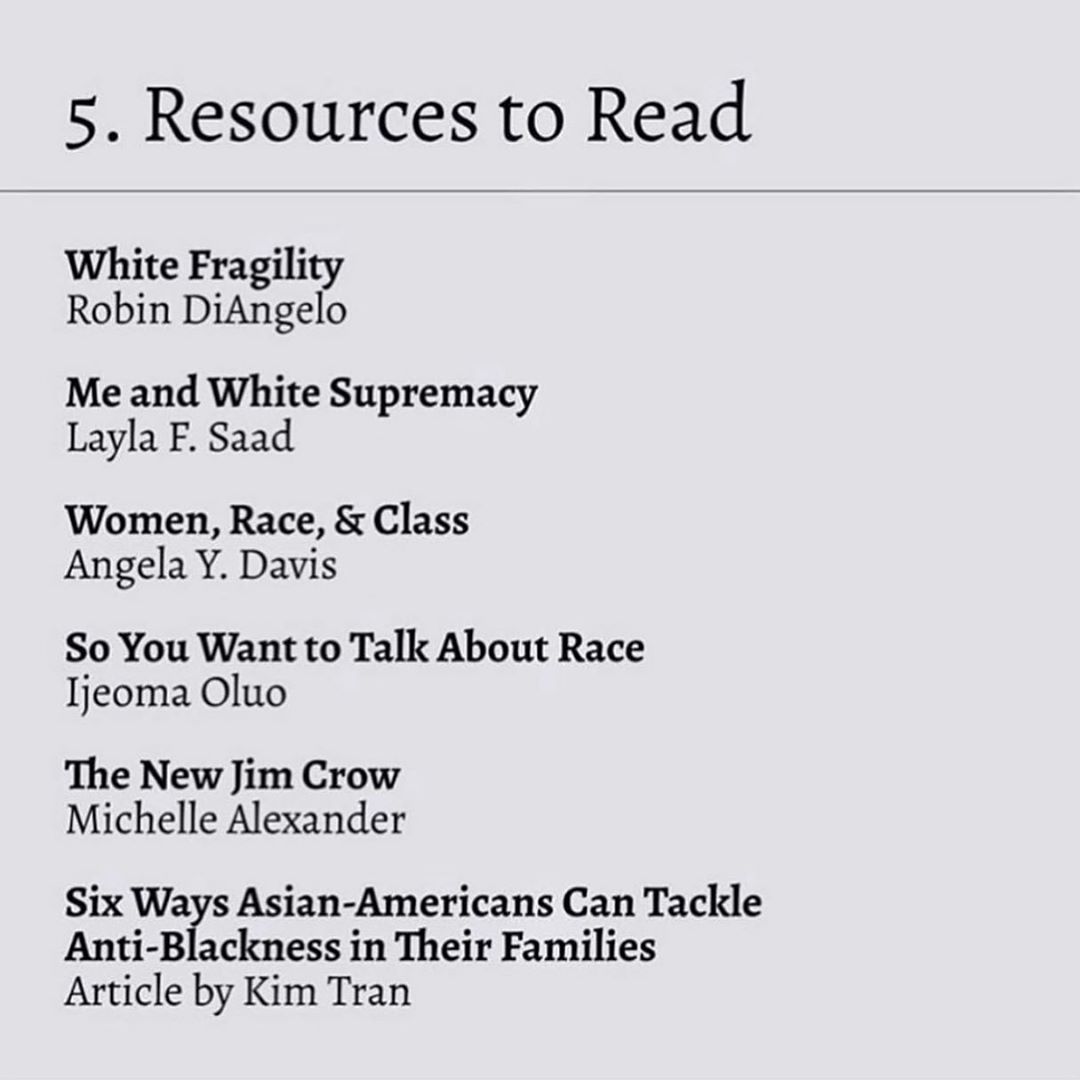 5. Resources to Read
White Fragility
Robin DiAngelo
Me and White Supremacy
Layla F. Saad
Women, Race, & Class
Angela Y. Davis
So You Want to Talk About Race
Ijeoma Oluo
The New Jim Crow
Michelle Alexander
Six Ways Asian-Americans Can Tackle
Anti-Blackness in Their Families
Article by Kim Tran